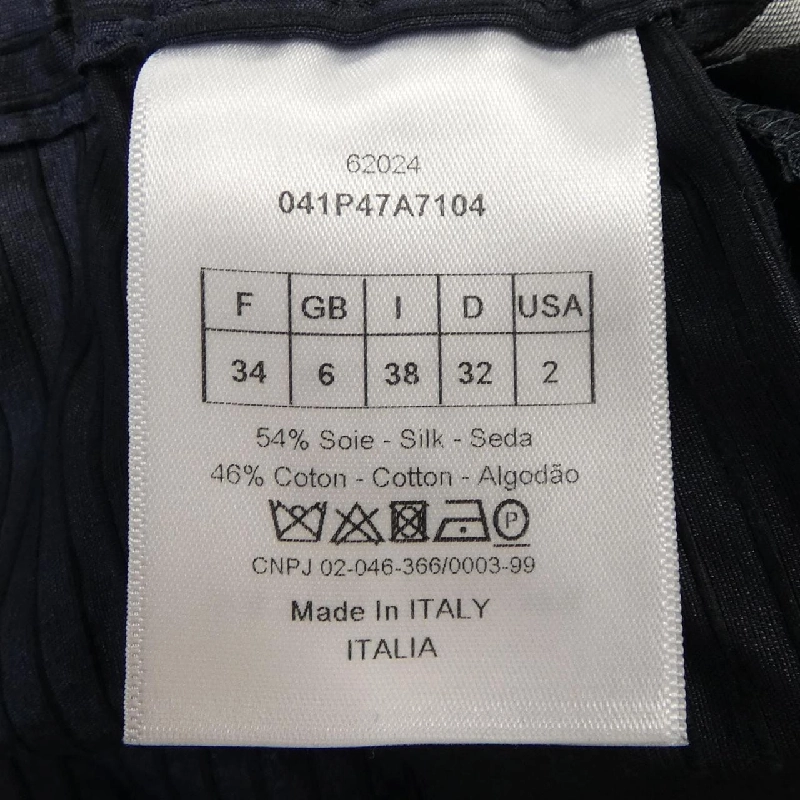 62024
041P47A7104
F GB I D USA
34 6 38 32 2
54% Soie - Silk - Seda
46% Coton - Cotton - Algodão
P
CNPJ 02-046-366/0003-99
Made In ITALY
ITALIA